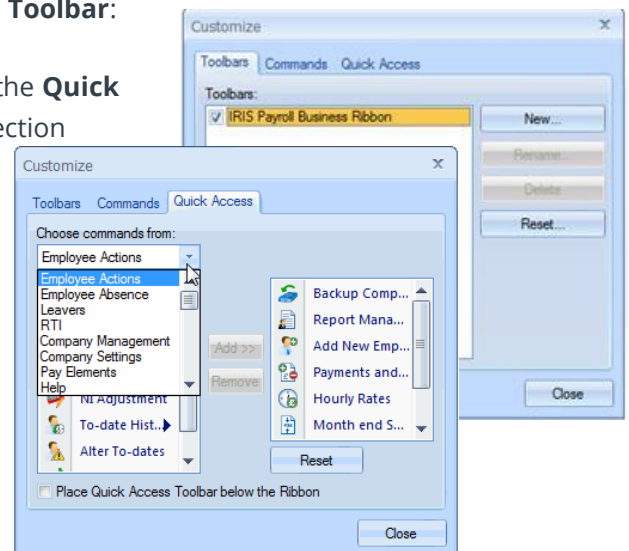 Toolbar:
the Quick
ection
Customize
x
Toolbars Commands Quick Access
Toolbars:
IRIS Payroll Business Ribbon
New...
Rename...
Delete
Reset...
Close
Customize
x
Toolbars Commands Quick Access
Choose commands from:
Employee Actions
Employee Actions
Employee Absence
Leavers
RTI
Company Management
Company Settings
Pay Elements
Help
NI Adjustment
To-date Hist...
Alter To-dates
Add >>
Remove
Backup Comp...
Report Mana...
Add New Emp...
Payments and...
Hourly Rates
Month end S...
Reset
Place Quick Access Toolbar below the Ribbon
Close